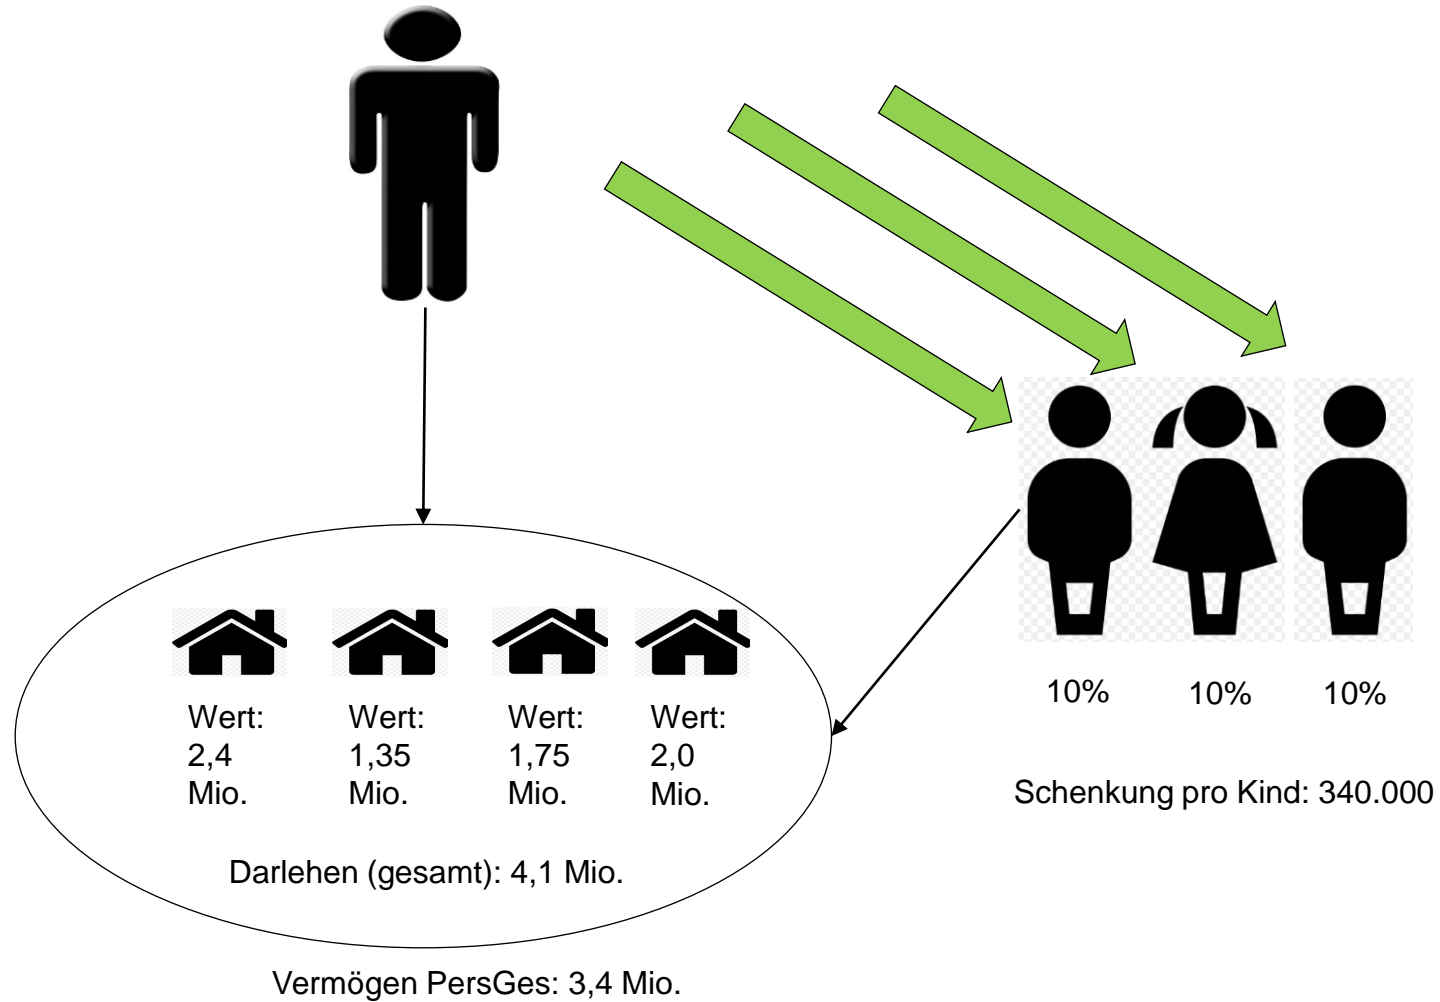 10% 10% 10%
Wert: Wert: Wert: Wert:
2,4 1,35 1,75 2,0
Mio. Mio. Mio. Mio.
Schenkung pro Kind: 340.000
Darlehen (gesamt): 4,1 Mio.
Vermögen PersGes: 3,4 Mio.